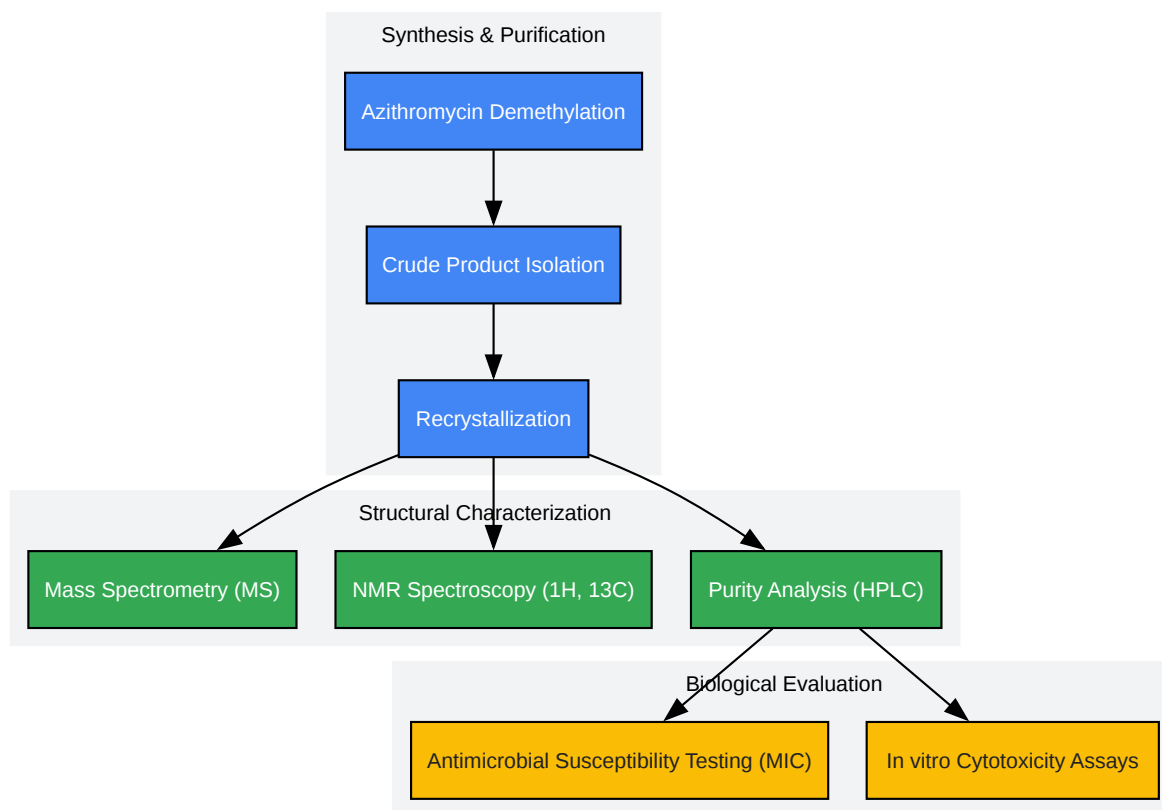 Synthesis & Purification
Azithromycin Demethylation
Crude Product Isolation
Recrystallization
Structural Characterization
Mass Spectrometry (MS)
NMR Spectroscopy (1H, 13C)
Purity Analysis (HPLC)
Biological Evaluation
Antimicrobial Susceptibility Testing (MIC)
In vitro Cytotoxicity Assays